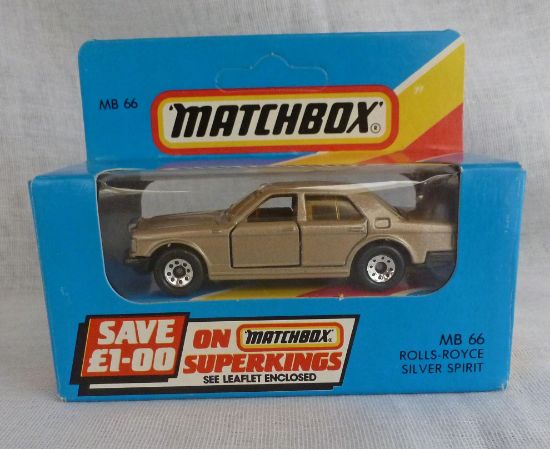 MB 66
"MATCHBOX"
®
SAVE
£1-00
ON "MATCHBOX"
SUPERKINGS
SEE LEAFLET ENCLOSED
MB 66
ROLLS-ROYCE
SILVER SPIRIT